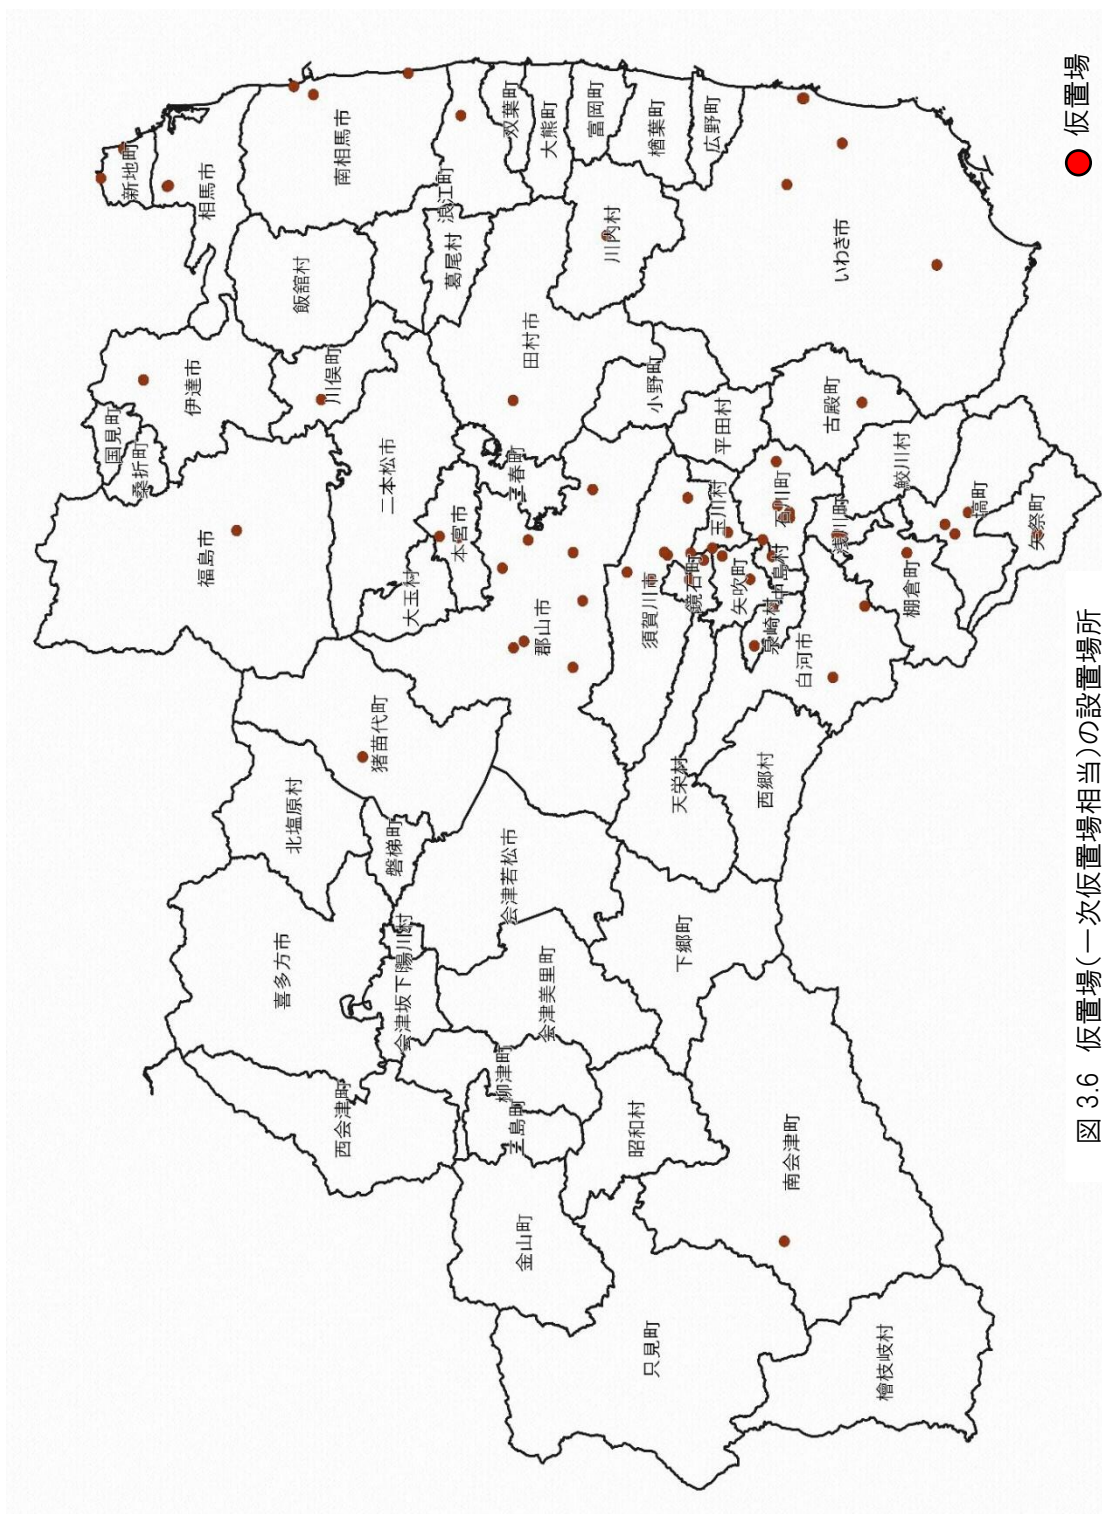 新地町
相馬市
南相馬市
浪江町
双葉町
大熊町
富岡町
楢葉町
広野町
いわき市
川内村
葛尾村
飯舘村
伊達市
国見町
桑折町
川俣町
田村市
小野町
平田村
古殿町
福島市
二本松市
本宮市
大玉村
三春町
郡山市
須賀川市
鏡石町
玉川村
石川町
矢吹町
中島村
泉崎村
浅川町
鮫川村
塙町
矢祭町
棚倉町
白河市
西郷村
天栄村
猪苗代町
北塩原村
磐梯町
会津若松市
喜多方市
湯川村
会津坂下町
会津美里町
下郷町
西会津町
柳津町
三島町
昭和村
金山町
南会津町
只見町
檜枝岐村
仮置場
図 3.6 仮置場(一次仮置場相当)の設置場所